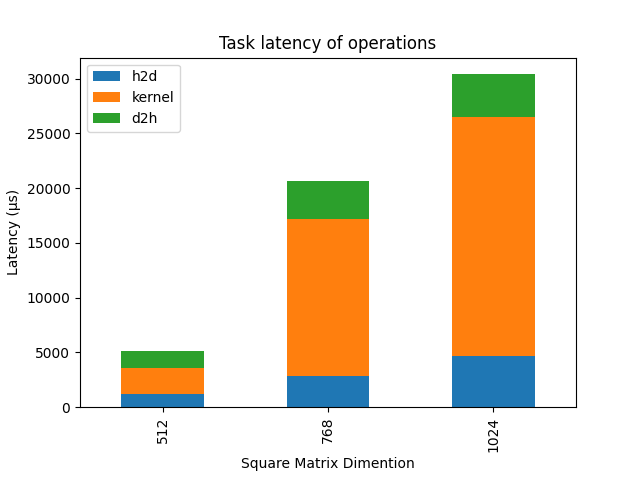 Task latency of operations
h2d
kernel
d2h
30000
25000
20000
15000
10000
5000
0
Latency (μs)
512
768
1024
Square Matrix Dimention